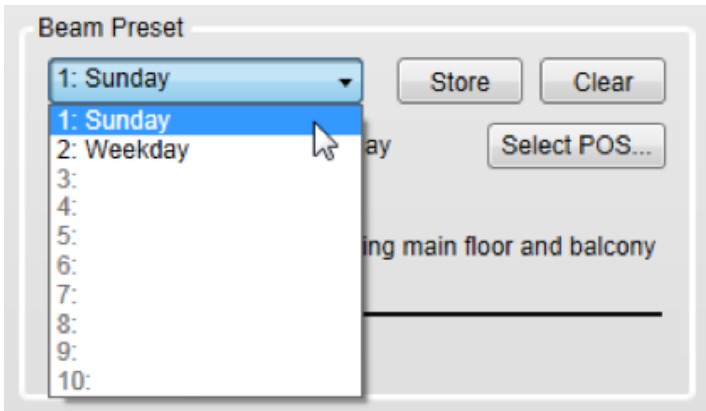 Beam Preset
1: Sunday
Store
Clear
1: Sunday
2: Weekday
ay
Select POS...
3:
4:
5:
ing main floor and balcony
6:
7:
8:
9:
10: